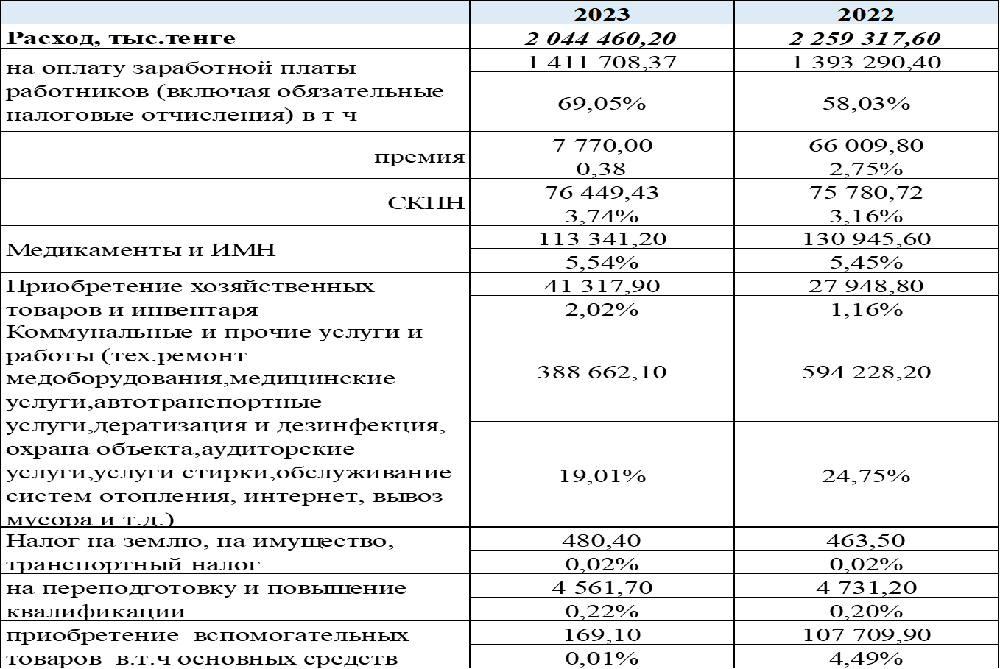 2023 2022
Расход, тыс.тенге 2 044 460,20 2 259 317,60
на оплату заработной платы
работников (включая обязательные
налоговые отчисления) в т ч
1 411 708,37 1 393 290,40
69,05% 58,03%
премия
7 770,00 66 009,80
0,38 2,75%
СКПН
76 449,43 75 780,72
3,74% 3,16%
Медикаменты и ИМН
113 341,20 130 945,60
5,54% 5,45%
Приобретение хозяйственных
товаров и инвентаря
41 317,90 27 948,80
2,02% 1,16%
Коммунальные и прочие услуги и
работы (тех.ремонт
медоборудования,медицинские
услуги,автотранспортные
услуги,дератизация и дезинфекция,
охрана объекта,аудиторские
услуги,услуги стирки,обслуживание
систем отопления, интернет, вывоз
мусора и т.д.)
388 662,10 594 228,20
19,01% 24,75%
Налог на землю, на имущество,
транспортный налог
480,40 463,50
0,02% 0,02%
на переподготовку и повышение
квалификации
4 561,70 4 731,20
0,22% 0,20%
приобретение вспомогательных
товаров в.т.ч основных средств
169,10 107 709,90
0,01% 4,49%